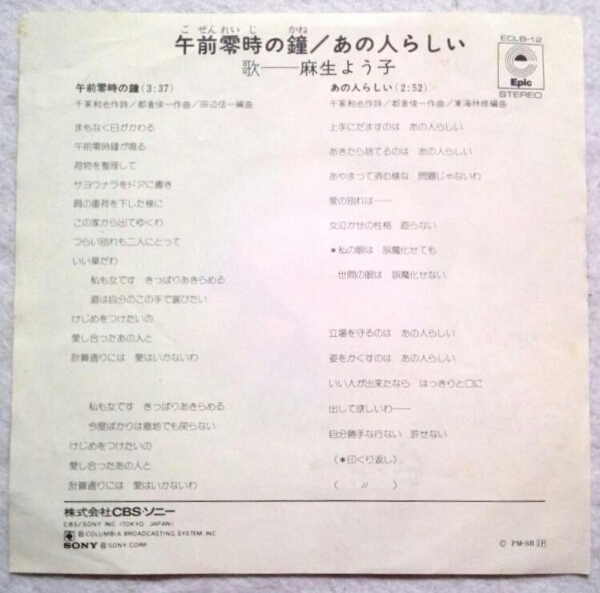 ごぜんれいじ かね
午前零時の鐘/あの人らしい
歌──麻生よう子
ECLB-12
Epic
STEREO
午前零時の鐘(3:37)
千家和也作詩/都倉俊一作曲/田辺信一編曲
まもなく日がかわる
午前零時鐘が鳴る
荷物を整理して
サヨウナラをドアに書き
肩の重荷を下した様に
この家から出てゆくわ
つらい別れも二人にとって
いい薬だわ
私も女です きっぱりあきらめる
道は自分のこの手で選びたい
けじめをつけたいの
愛し合ったあの人と
計算通りには 愛はいかないわ
私も女です きっぱりあきらめる
今度ばかりは意地でも戻らない
けじめをつけたいの
愛し合ったあの人と
計算通りには 愛はいかないわ
あの人らしい(2:52)
千家和也作詩/都倉俊一作曲/東海林修編曲
上手にだますのは あの人らしい
あきたら捨てるのは あの人らしい
あやまって済む様な 問題じゃないわ
愛の別れは──
女泣かせの性格 直らない
*私の眼は 誤魔化せても
世間の眼は 誤魔化せない
立場を守るのは あの人らしい
姿をかくすのは あの人らしい
いい人が出来たなら はっきりと口に
出して欲しいわ──
自分勝手な行ない 許せない
(*印くり返し)
( 〃 )
株式会社CBS・ソニー
CBS/SONY INC (TOKYO JAPAN)
Ⓡ COLUMBIA BROADCASTING SYSTEM INC
SONY Ⓡ SONY CORP
© PM-SB LP